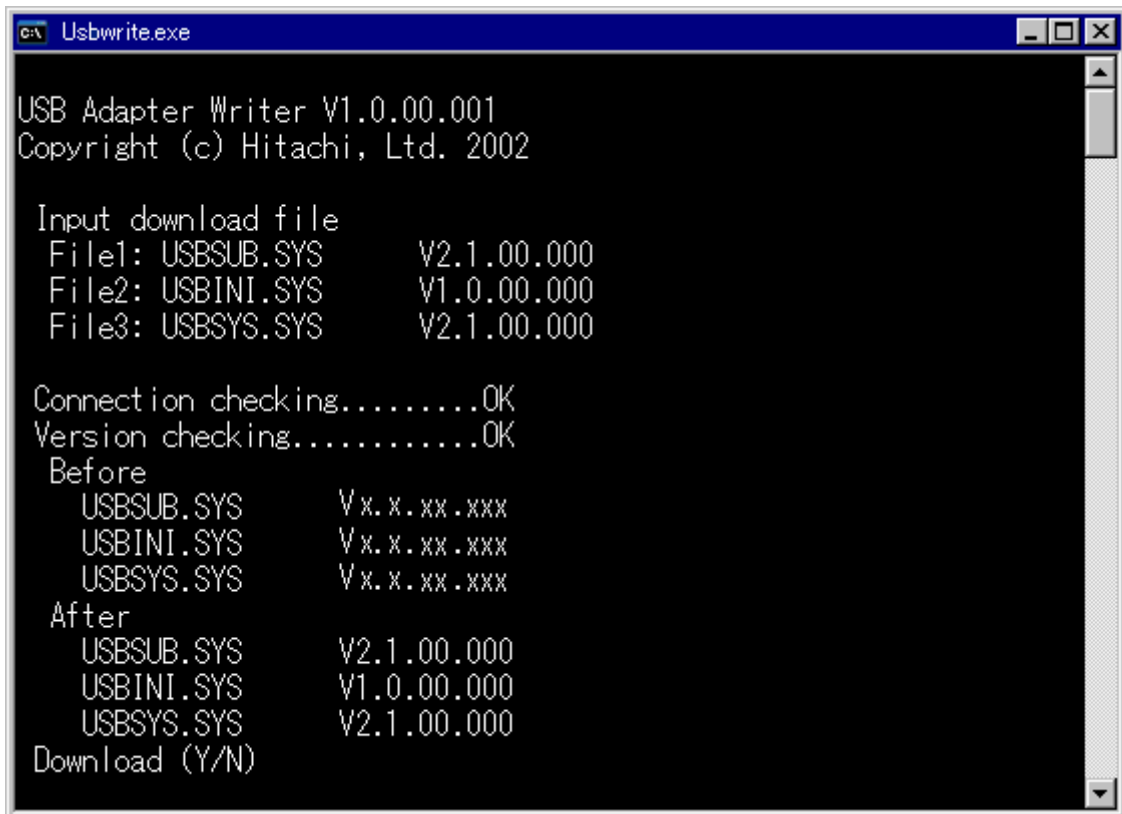 Usbwrite.exe
USB Adapter Writer V1.0.00.001
Copyright (c) Hitachi, Ltd. 2002
Input download file
File1: USBSUB.SYS V2.1.00.000
File2: USBINI.SYS V1.0.00.000
File3: USBSYS.SYS V2.1.00.000
Connection checking.........OK
Version checking............OK
Before
USBSUB.SYS Vx.x.xx.xxx
USBINI.SYS Vx.x.xx.xxx
USBSYS.SYS Vx.x.xx.xxx
After
USBSUB.SYS V2.1.00.000
USBINI.SYS V1.0.00.000
USBSYS.SYS V2.1.00.000
Download (Y/N)